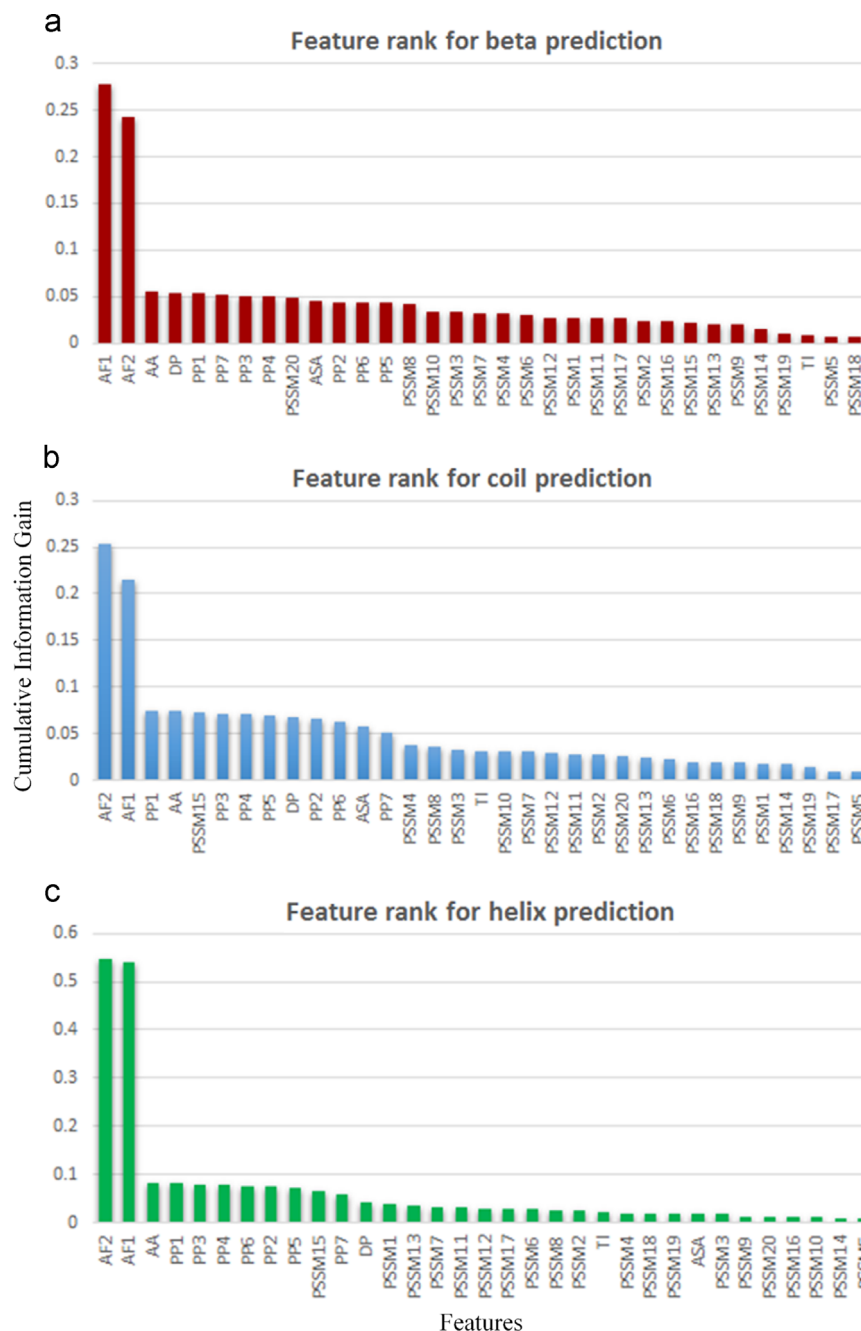 a
Feature rank for beta prediction
0.3
0.25
0.2
0.15
0.1
0.05
0
AF1 AF2 AA DP PP1 PP7 PP3 PP4 PSSM20 ASA PP2 PP6 PP5 PSSM8 PSSM10 PSSM3 PSSM7 PSSM4 PSSM6 PSSM12 PSSM1 PSSM11 PSSM17 PSSM2 PSSM16 PSSM15 PSSM13 PSSM9 PSSM14 PSSM19 TI PSSM5 PSSM18
b
Feature rank for coil prediction
Cumulative Information Gain
0.3
0.25
0.2
0.15
0.1
0.05
0
AF2 AF1 PP1 AA PSSM15 PP3 PP4 PP5 DP PP2 PP6 ASA PP7 PSSM4 PSSM8 PSSM3 TI PSSM10 PSSM7 PSSM12 PSSM11 PSSM2 PSSM20 PSSM13 PSSM6 PSSM16 PSSM18 PSSM9 PSSM1 PSSM14 PSSM19 PSSM17 PSSM5
c
Feature rank for helix prediction
0.6
0.5
0.4
0.3
0.2
0.1
0
AF2 AF1 AA PP1 PP3 PP4 PP6 PP2 PP5 PSSM15 PP7 DP PSSM1 PSSM13 PSSM7 PSSM11 PSSM12 PSSM17 PSSM6 PSSM8 PSSM2 TI PSSM4 PSSM18 PSSM19 ASA PSSM3 PSSM9 PSSM20 PSSM16 PSSM10 PSSM14 PSSM5
Features